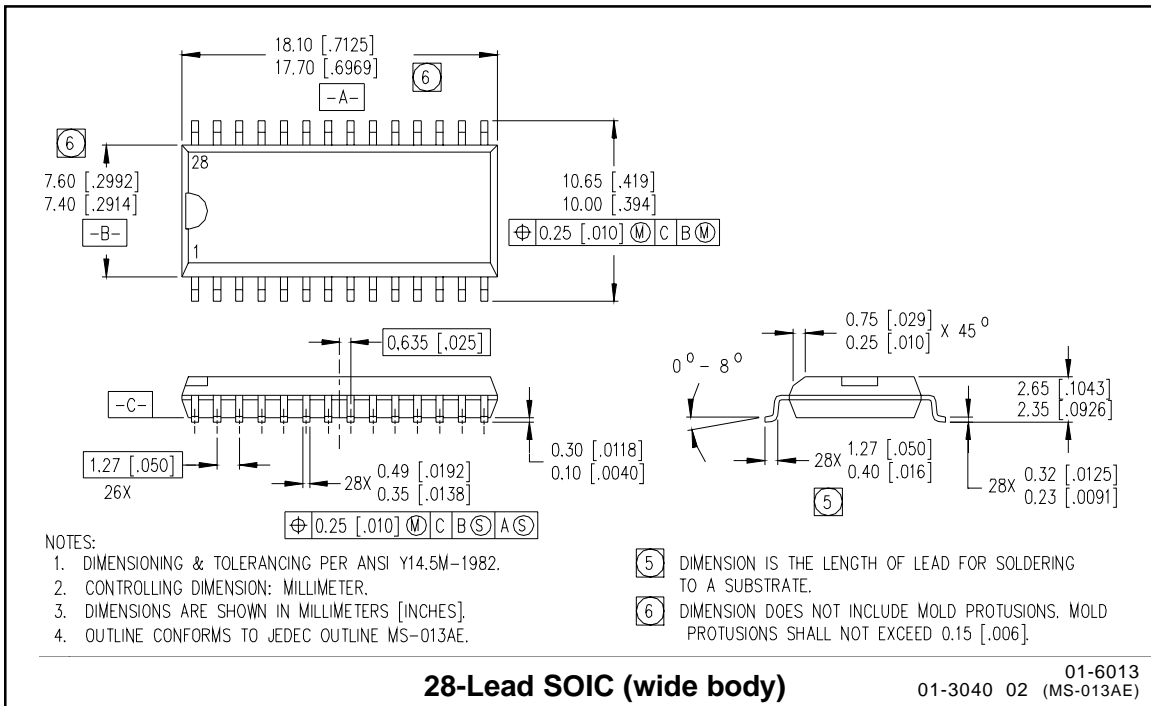 18.10 [.7125]
17.70 [.6969]
6
-A-
6
28
7.60 [.2992]
7.40 [.2914]
-B-
1
10.65 [.419]
10.00 [.394]
⌖ 0.25 [.010] Ⓜ C B Ⓜ
0.635 [.025]
-C-
1.27 [.050]
26X
28X 0.49 [.0192]
0.35 [.0138]
⌖ 0.25 [.010] Ⓜ C B Ⓢ A Ⓢ
0.30 [.0118]
0.10 [.0040]
0.75 [.029]
0.25 [.010] X 45°
0° - 8°
2.65 [.1043]
2.35 [.0926]
28X 1.27 [.050]
0.40 [.016]
5
28X 0.32 [.0125]
0.23 [.0091]
NOTES:
1. DIMENSIONING & TOLERANCING PER ANSI Y14.5M-1982.
2. CONTROLLING DIMENSION: MILLIMETER.
3. DIMENSIONS ARE SHOWN IN MILLIMETERS [INCHES].
4. OUTLINE CONFORMS TO JEDEC OUTLINE MS-013AE.
5 DIMENSION IS THE LENGTH OF LEAD FOR SOLDERING
TO A SUBSTRATE.
6 DIMENSION DOES NOT INCLUDE MOLD PROTUSIONS. MOLD
PROTUSIONS SHALL NOT EXCEED 0.15 [.006].
28-Lead SOIC (wide body)
01-6013
01-3040 02 (MS-013AE)